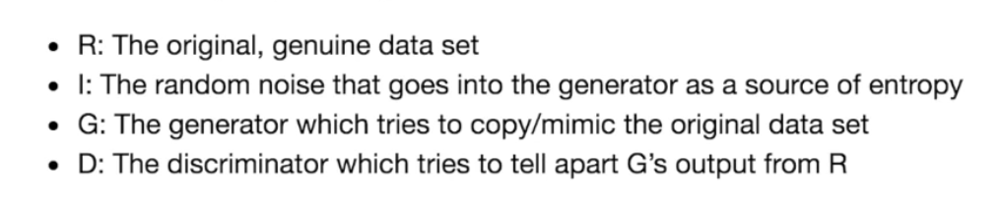 • R: The original, genuine data set
• I: The random noise that goes into the generator as a source of entropy
• G: The generator which tries to copy/mimic the original data set
• D: The discriminator which tries to tell apart G’s output from R